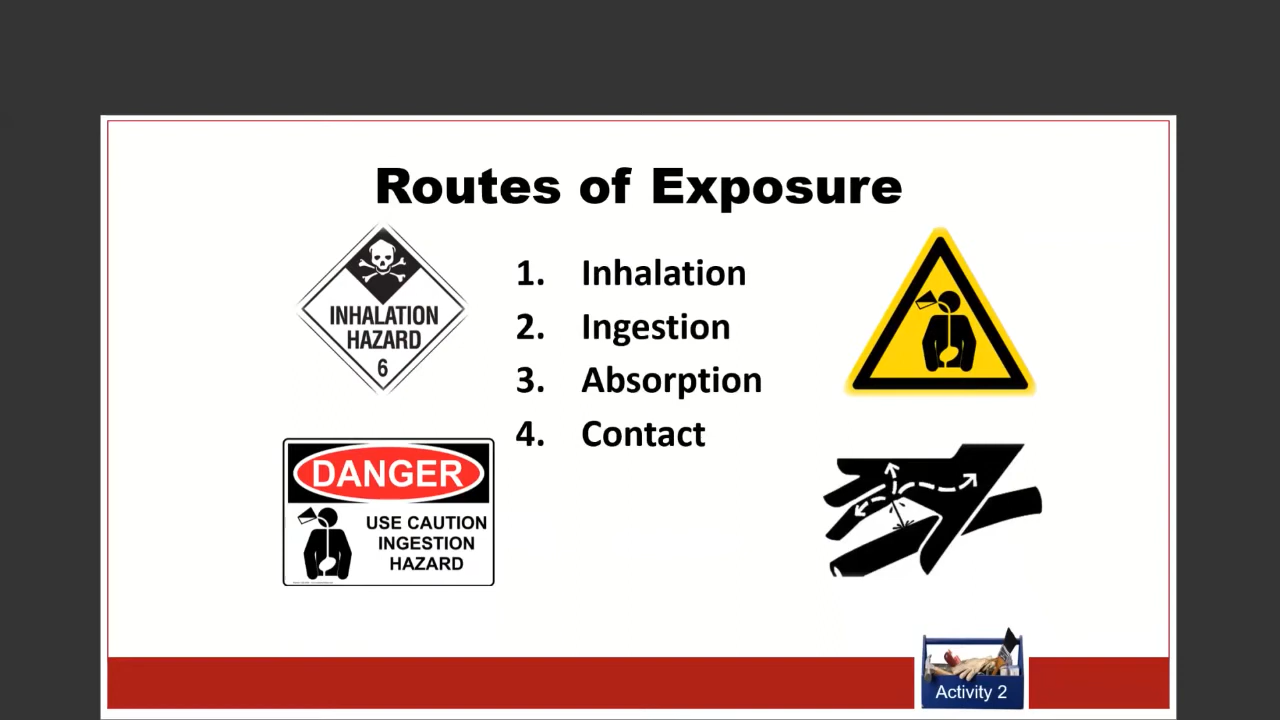 Routes of Exposure
INHALATION
HAZARD
6
1. Inhalation
2. Ingestion
3. Absorption
4. Contact
DANGER
USE CAUTION
INGESTION
HAZARD
Activity 2